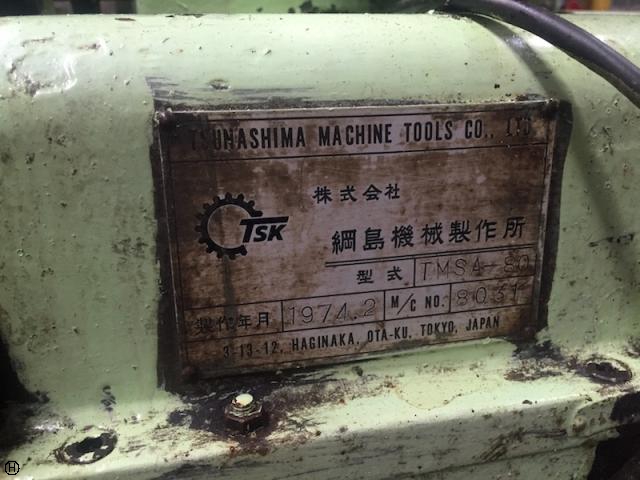 TSUNASHIMA MACHINE TOOLS CO., LTD
株式会社
TSK
綱島機械製作所
型式 TMSA-80
製作年月 1974.2 M/C NO. 8031
3-13-12, HAGINAKA, OTA-KU, TOKYO, JAPAN
H